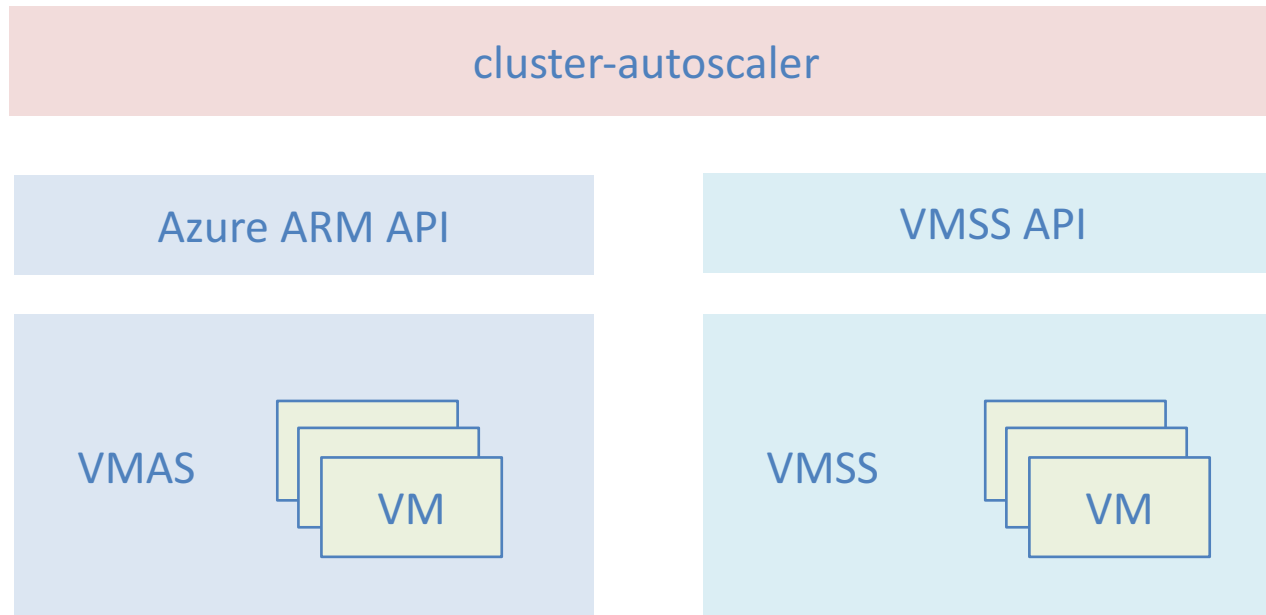 cluster-autoscaler
Azure ARM API
VMSS API
VMAS
VM
VMSS
VM